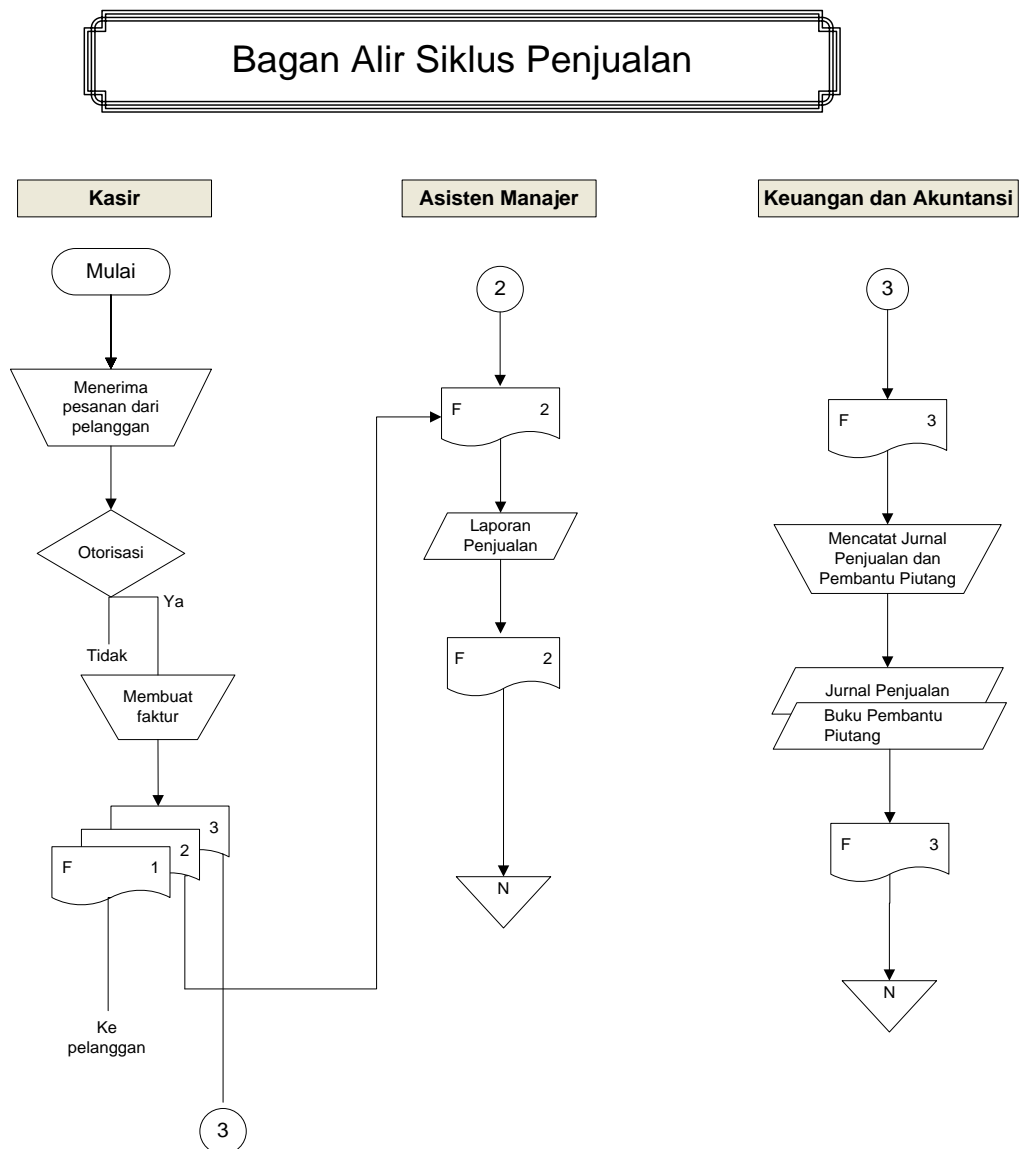 Bagan Alir Siklus Penjualan
Kasir
Mulai
Menerima
pesanan dari
pelanggan
Otorisasi
Ya
Tidak
Membuat
faktur
3
2
F 1
Ke
pelanggan
3
Asisten Manajer
2
F 2
Laporan
Penjualan
F 2
N
Keuangan dan Akuntansi
3
F 3
Mencatat Jurnal
Penjualan dan
Pembantu Piutang
Jurnal Penjualan
Buku Pembantu
Piutang
F 3
N